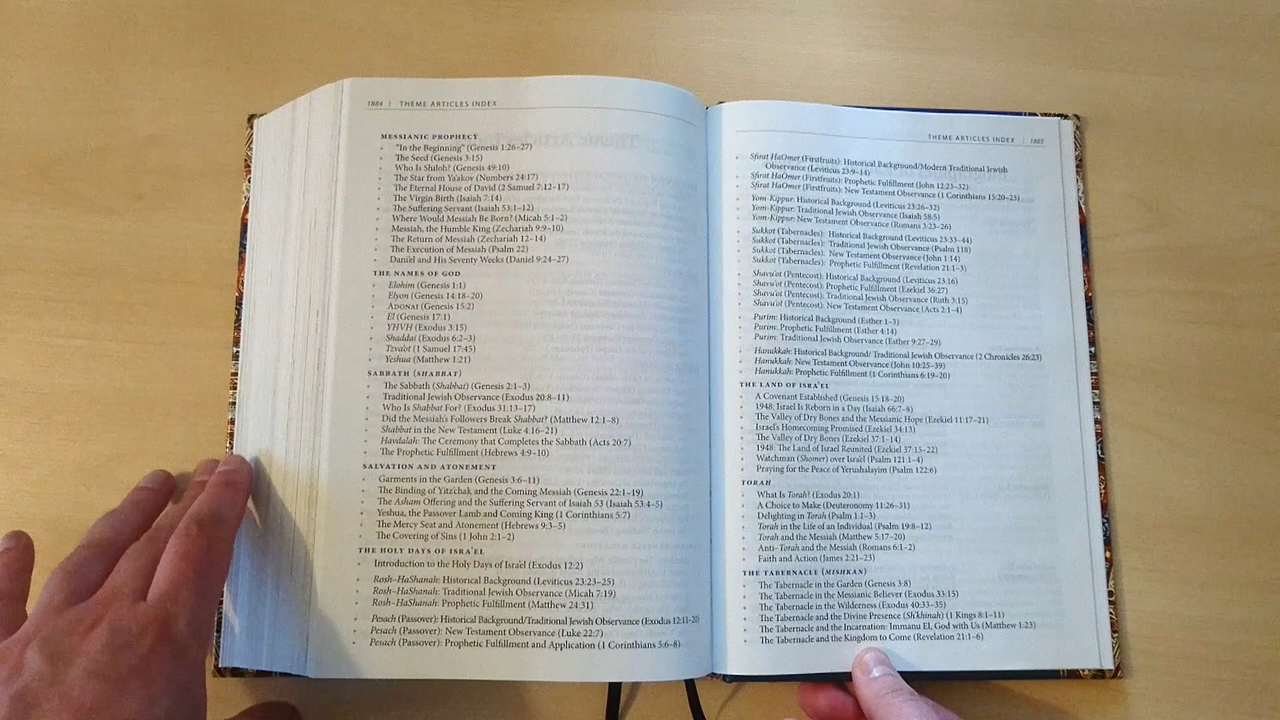 1884 | THEME ARTICLES INDEX
MESSIANIC PROPHECY
• "In the Beginning" (Genesis 1:26–27)
• The Seed (Genesis 3:15)
• Who Is Shiloh? (Genesis 49:10)
• The Star from Ya'akov (Numbers 24:17)
• The Eternal House of David (2 Samuel 7:12–17)
• The Virgin Birth (Isaiah 7:14)
• The Suffering Servant (Isaiah 53:1–12)
• Where Would Messiah Be Born? (Micah 5:1–2)
• Messiah, the Humble King (Zechariah 9:9–10)
• The Return of Messiah (Zechariah 12–14)
• The Execution of Messiah (Psalm 22)
• Dani'el and His Seventy Weeks (Daniel 9:24–27)
THE NAMES OF GOD
• Elohim (Genesis 1:1)
• Elyon (Genesis 14:18–20)
• ADONAI (Genesis 15:2)
• El (Genesis 17:1)
• YHVH (Exodus 3:15)
• Shaddai (Exodus 6:2–3)
• Tzva'ot (1 Samuel 17:45)
• Yeshua (Matthew 1:21)
SABBATH (SHABBAT)
• The Sabbath (Shabbat) (Genesis 2:1–3)
• Traditional Jewish Observance (Exodus 20:8–11)
• Who Is Shabbat For? (Exodus 31:13–17)
• Did the Messiah's Followers Break Shabbat? (Matthew 12:1–8)
• Shabbat in the New Testament (Luke 4:16–21)
• Havdalah: The Ceremony that Completes the Sabbath (Acts 20:7)
• The Prophetic Fulfillment (Hebrews 4:9–10)
SALVATION AND ATONEMENT
• Garments in the Garden (Genesis 3:6–11)
• The Binding of Yitz'chak and the Coming Messiah (Genesis 22:1–19)
• The Asham Offering and the Suffering Servant of Isaiah 53 (Isaiah 53:4–5)
• Yeshua, the Passover Lamb and Coming King (1 Corinthians 5:7)
• The Mercy Seat and Atonement (Hebrews 9:3–5)
• The Covering of Sins (1 John 2:1–2)
THE HOLY DAYS OF ISRA'EL
• Introduction to the Holy Days of Isra'el (Exodus 12:2)
• Rosh-HaShanah: Historical Background (Leviticus 23:23–25)
• Rosh-HaShanah: Traditional Jewish Observance (Micah 7:19)
• Rosh-HaShanah: Prophetic Fulfillment (Matthew 24:31)
• Pesach (Passover): Historical Background/Traditional Jewish Observance (Exodus 12:11–20)
• Pesach (Passover): New Testament Observance (Luke 22:7)
• Pesach (Passover): Prophetic Fulfillment and Application (1 Corinthians 5:6–8)
THEME ARTICLES INDEX | 1885
• Sfirat HaOmer (Firstfruits): Historical Background/Modern Traditional Jewish
Observance (Leviticus 23:9–14)
• Sfirat HaOmer (Firstfruits): Prophetic Fulfillment (John 12:23–32)
• Sfirat HaOmer (Firstfruits): New Testament Observance (1 Corinthians 15:20–23)
• Yom-Kippur: Historical Background (Leviticus 23:26–32)
• Yom-Kippur: Traditional Jewish Observance (Isaiah 58:5)
• Yom-Kippur: New Testament Observance (Romans 3:23–26)
• Sukkot (Tabernacles): Historical Background (Leviticus 23:33–44)
• Sukkot (Tabernacles): Traditional Jewish Observance (Psalm 118)
• Sukkot (Tabernacles): New Testament Observance (John 1:14)
• Sukkot (Tabernacles): Prophetic Fulfillment (Revelation 21:1–3)
• Shavu'ot (Pentecost): Historical Background (Leviticus 23:16)
• Shavu'ot (Pentecost): Prophetic Fulfillment (Ezekiel 36:27)
• Shavu'ot (Pentecost): Traditional Jewish Observance (Ruth 3:15)
• Shavu'ot (Pentecost): New Testament Observance (Acts 2:1–4)
• Purim: Historical Background (Esther 1–3)
• Purim: Prophetic Fulfillment (Esther 4:14)
• Purim: Traditional Jewish Observance (Esther 9:27–29)
• Hanukkah: Historical Background/ Traditional Jewish Observance (2 Chronicles 26:23)
• Hanukkah: New Testament Observance (John 10:25–39)
• Hanukkah: Prophetic Fulfillment (1 Corinthians 6:19–20)
THE LAND OF ISRA'EL
• A Covenant Established (Genesis 15:18–20)
• 1948: Israel Is Reborn in a Day (Isaiah 66:7–8)
• The Valley of Dry Bones and the Messianic Hope (Ezekiel 11:17–21)
• Israel's Homecoming Promised (Ezekiel 34:13)
• The Valley of Dry Bones (Ezekiel 37:1–14)
• 1948: The Land of Israel Reunited (Ezekiel 37:15–22)
• Watchman (Shomer) over Isra'el (Psalm 121:1–4)
• Praying for the Peace of Yerushalayim (Psalm 122:6)
TORAH
• What Is Torah? (Exodus 20:1)
• A Choice to Make (Deuteronomy 11:26–31)
• Delighting in Torah (Psalm 1:1–3)
• Torah in the Life of an Individual (Psalm 19:8–12)
• Torah and the Messiah (Matthew 5:17–20)
• Anti-Torah and the Messiah (Romans 6:1–2)
• Faith and Action (James 2:21–23)
THE TABERNACLE (MISHKAN)
• The Tabernacle in the Garden (Genesis 3:8)
• The Tabernacle in the Messianic Believer (Exodus 33:15)
• The Tabernacle in the Wilderness (Exodus 40:33–35)
• The Tabernacle and the Divine Presence (Sh'khinah) (1 Kings 8:1–11)
• The Tabernacle and the Incarnation: Immanu El, God with Us (Matthew 1:23)
• The Tabernacle and the Kingdom to Come (Revelation 21:1–6)